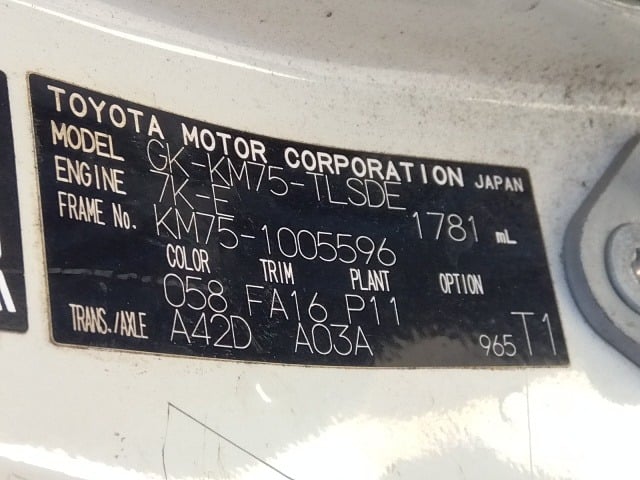 TOYOTA MOTOR CORPORATION JAPAN
MODEL GK-KM75-TLSDE
ENGINE 7K-E 1781 mL
FRAME No. KM75-1005596
COLOR TRIM PLANT OPTION
058 FA16 P11
TRANS./AXLE A42D A03A 965 T1